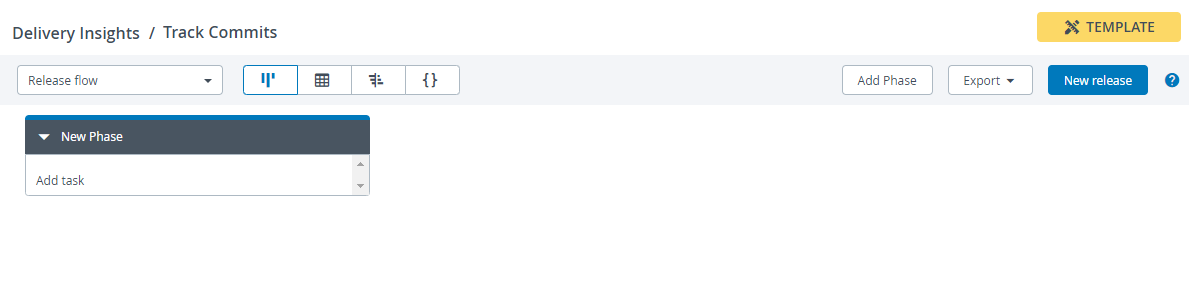 Delivery Insights / Track Commits
TEMPLATE
Release flow
{ }
Add Phase
Export
New release
?
New Phase
Add task